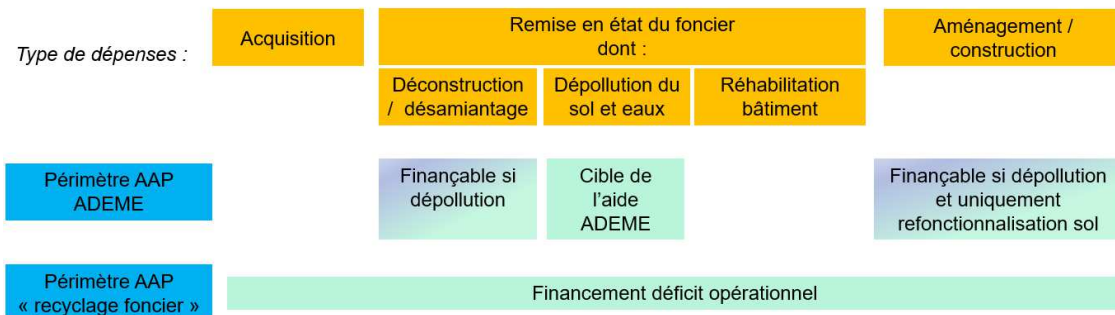 Type de dépenses :
Acquisition
Remise en état du foncier
dont :
Aménagement /
construction
Déconstruction
/ désamiantage
Dépollution du
sol et eaux
Réhabilitation
bâtiment
Périmètre AAP
ADEME
Finançable si
dépollution
Cible de
l'aide
ADEME
Finançable si dépollution
et uniquement
refonctionnalisation sol
Périmètre AAP
« recyclage foncier »
Financement déficit opérationnel